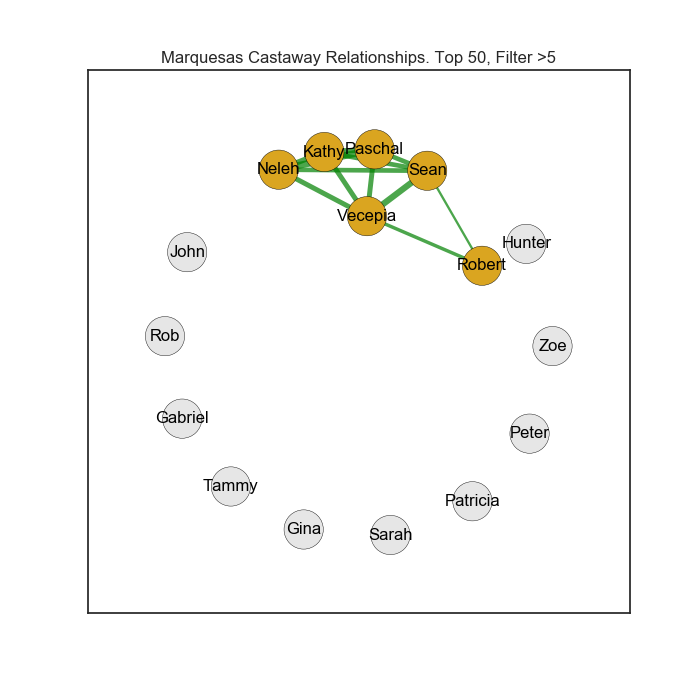 Marquesas Castaway Relationships. Top 50, Filter >5
Kathy
Paschal
Neleh
Sean
Vecepia
Hunter
John
Robert
Rob
Zoe
Gabriel
Peter
Tammy
Patricia
Gina
Sarah